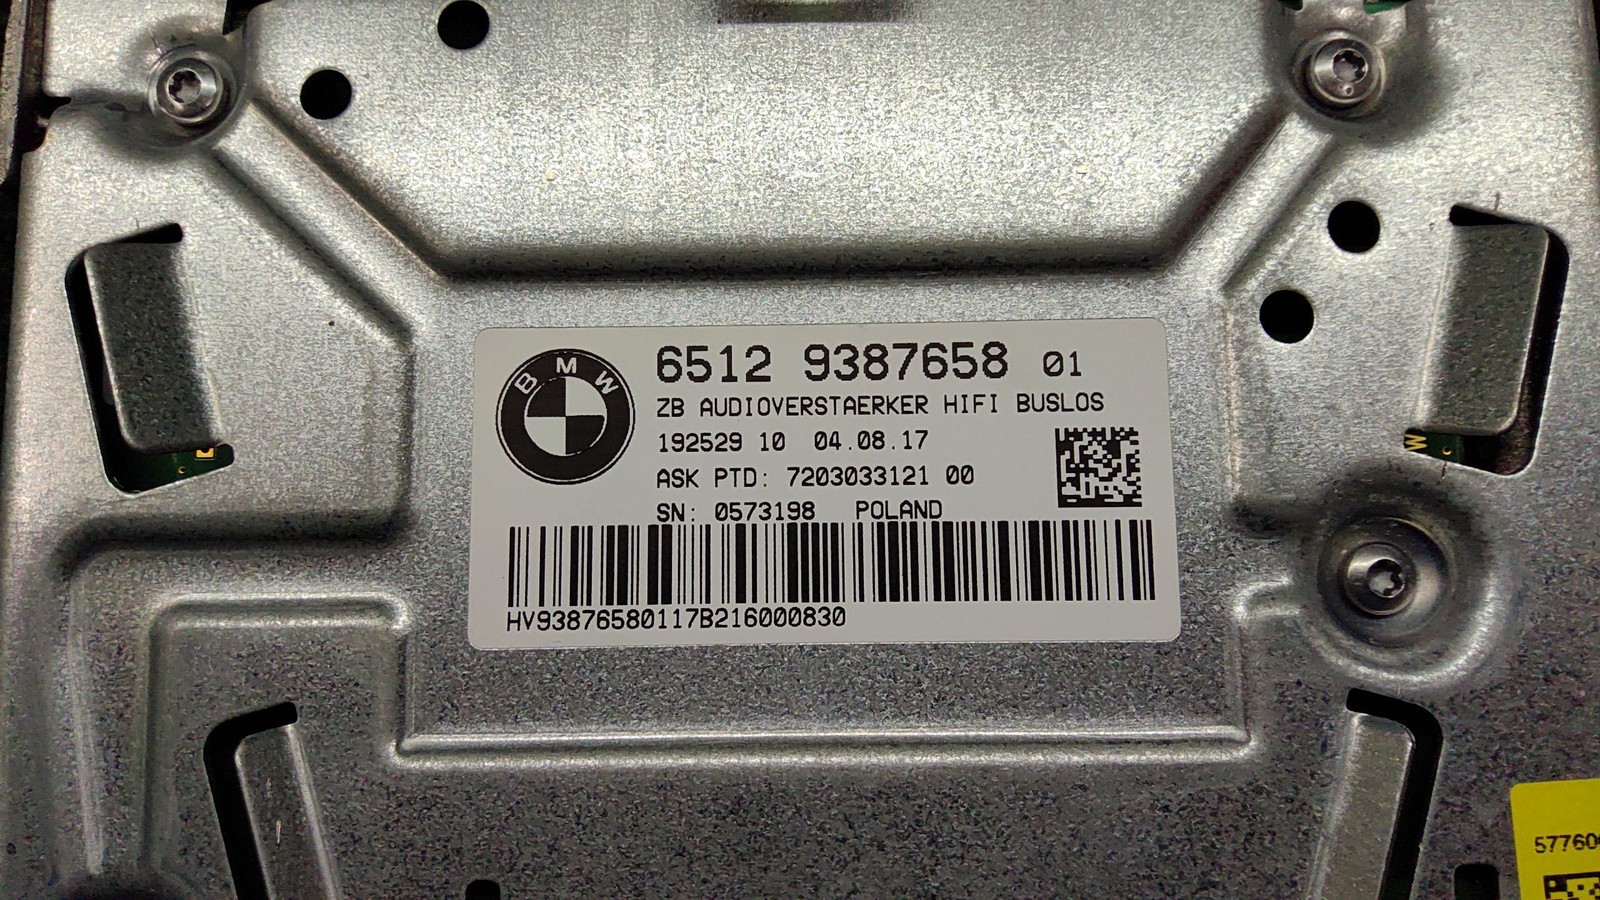 BMW
6512 9387658 01
ZB AUDIOVERSTAERKER HIFI BUSLOS
192529 10 04.08.17
ASK PTD: 7203033121 00
SN: 0573198 POLAND
HV93876580117B216000830
W